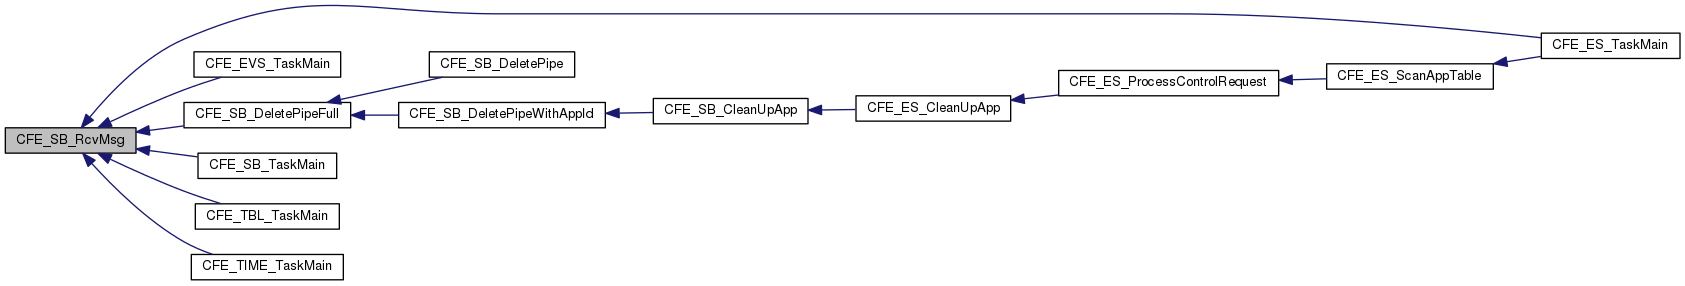 CFE_ES_TaskMain
CFE_EVS_TaskMain
CFE_SB_DeletePipe
CFE_ES_ScanAppTable
CFE_ES_ProcessControlRequest
CFE_SB_DeletePipeFull
CFE_SB_DeletePipeWithAppId
CFE_SB_CleanUpApp
CFE_ES_CleanUpApp
CFE_SB_RcvMsg
CFE_SB_TaskMain
CFE_TBL_TaskMain
CFE_TIME_TaskMain